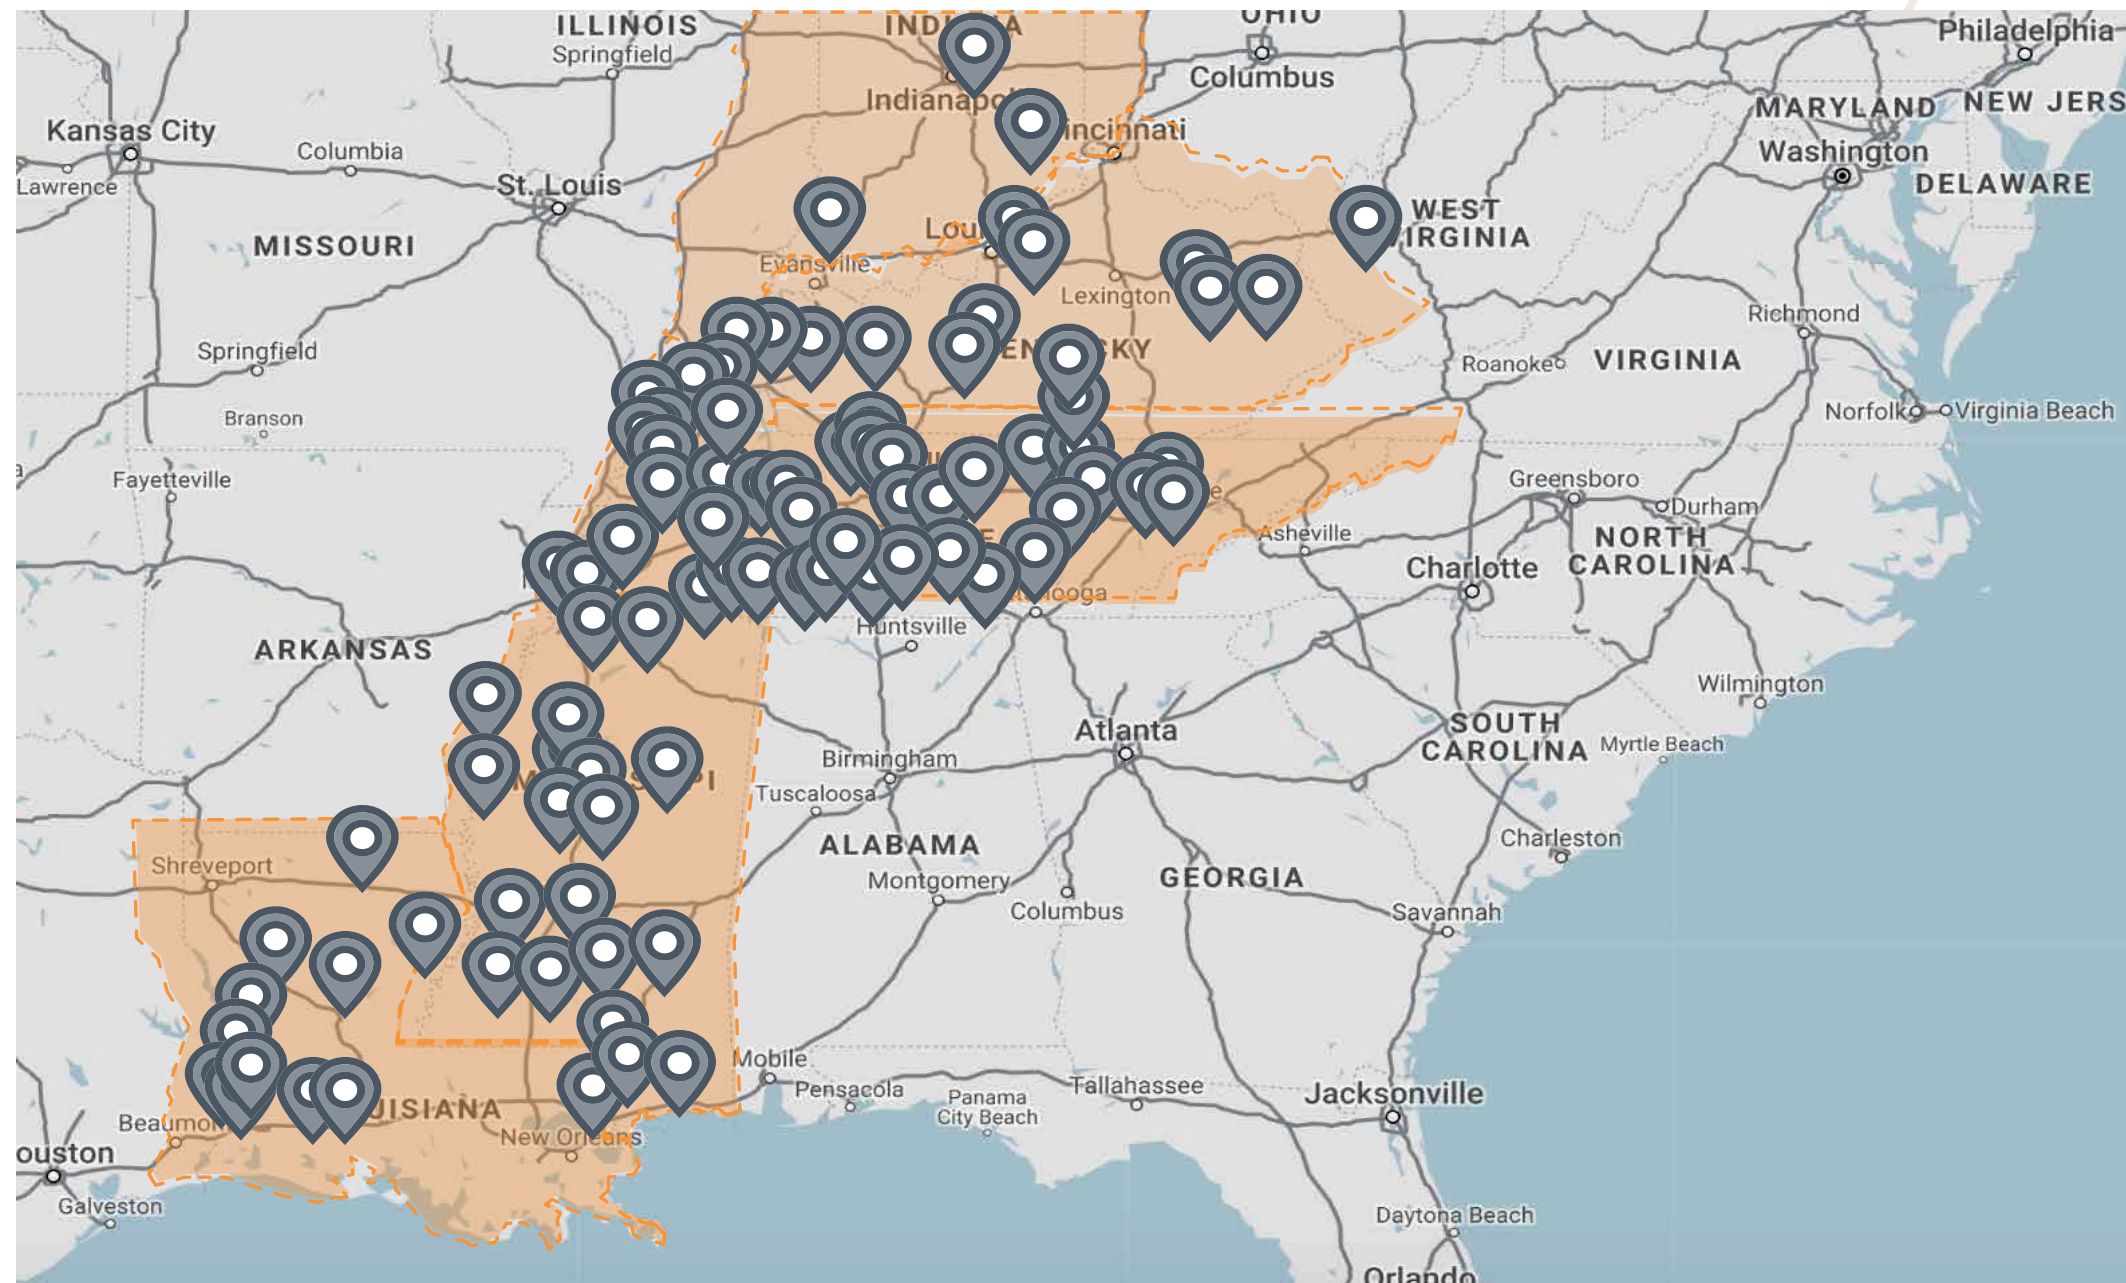 ILLINOIS
OHIO
Philadelphia
Springfield
Columbus
MARYLAND
NEW JERS
Kansas City
Columbia
Washington
Lawrence
St. Louis
DELAWARE
WEST
MISSOURI
Evansville
Lexington
Richmond
Springfield
Roanoke
VIRGINIA
Branson
Norfolk
Virginia Beach
Fayetteville
Greensboro
Durham
Asheville
NORTH
CAROLINA
Charlotte
Huntsville
ARKANSAS
Wilmington
SOUTH
CAROLINA
Myrtle Beach
Atlanta
Birmingham
Tuscaloosa
ALABAMA
Charleston
Shreveport
Montgomery
GEORGIA
Columbus
Savannah
Mobile
Pensacola
Tallahassee
Panama
City Beach
Jacksonville
New Orleans
ouston
Galveston
Daytona Beach
Orlando